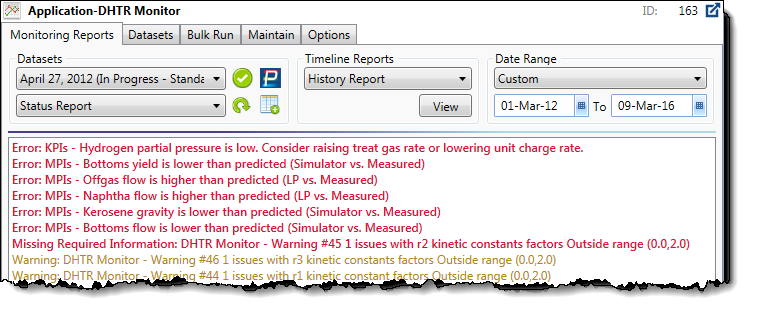 Application-DHTR Monitor ID: 163
Monitoring Reports Datasets Bulk Run Maintain Options
Datasets Timeline Reports Date Range
April 27, 2012 (In Progress - Standa History Report Custom
Status Report View 01-Mar-12 To 09-Mar-16
Error: KPIs - Hydrogen partial pressure is low. Consider raising treat gas rate or lowering unit charge rate.
Error: MPIs - Bottoms yield is lower than predicted (Simulator vs. Measured)
Error: MPIs - Offgas flow is higher than predicted (LP vs. Measured)
Error: MPIs - Naphtha flow is higher than predicted (LP vs. Measured)
Error: MPIs - Kerosene gravity is lower than predicted (Simulator vs. Measured)
Error: MPIs - Bottoms flow is lower than predicted (Simulator vs. Measured)
Missing Required Information: DHTR Monitor - Warning #45 1 issues with r2 kinetic constants factors Outside range (0.0,2.0)
Warning: DHTR Monitor - Warning #46 1 issues with r3 kinetic constants factors Outside range (0.0,2.0)
Warning: DHTR Monitor - Warning #44 1 issues with r1 kinetic constant factors Outside range (0.0,2.0)